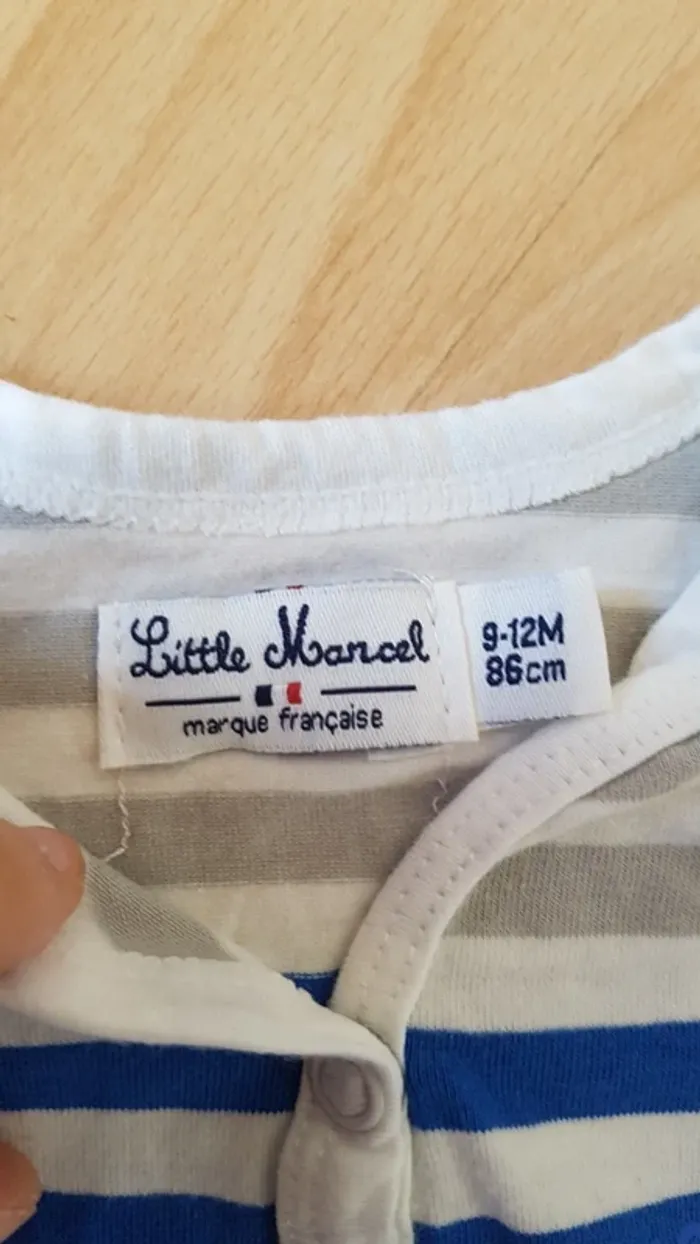 Little Marcel
marque française
9-12M
86cm